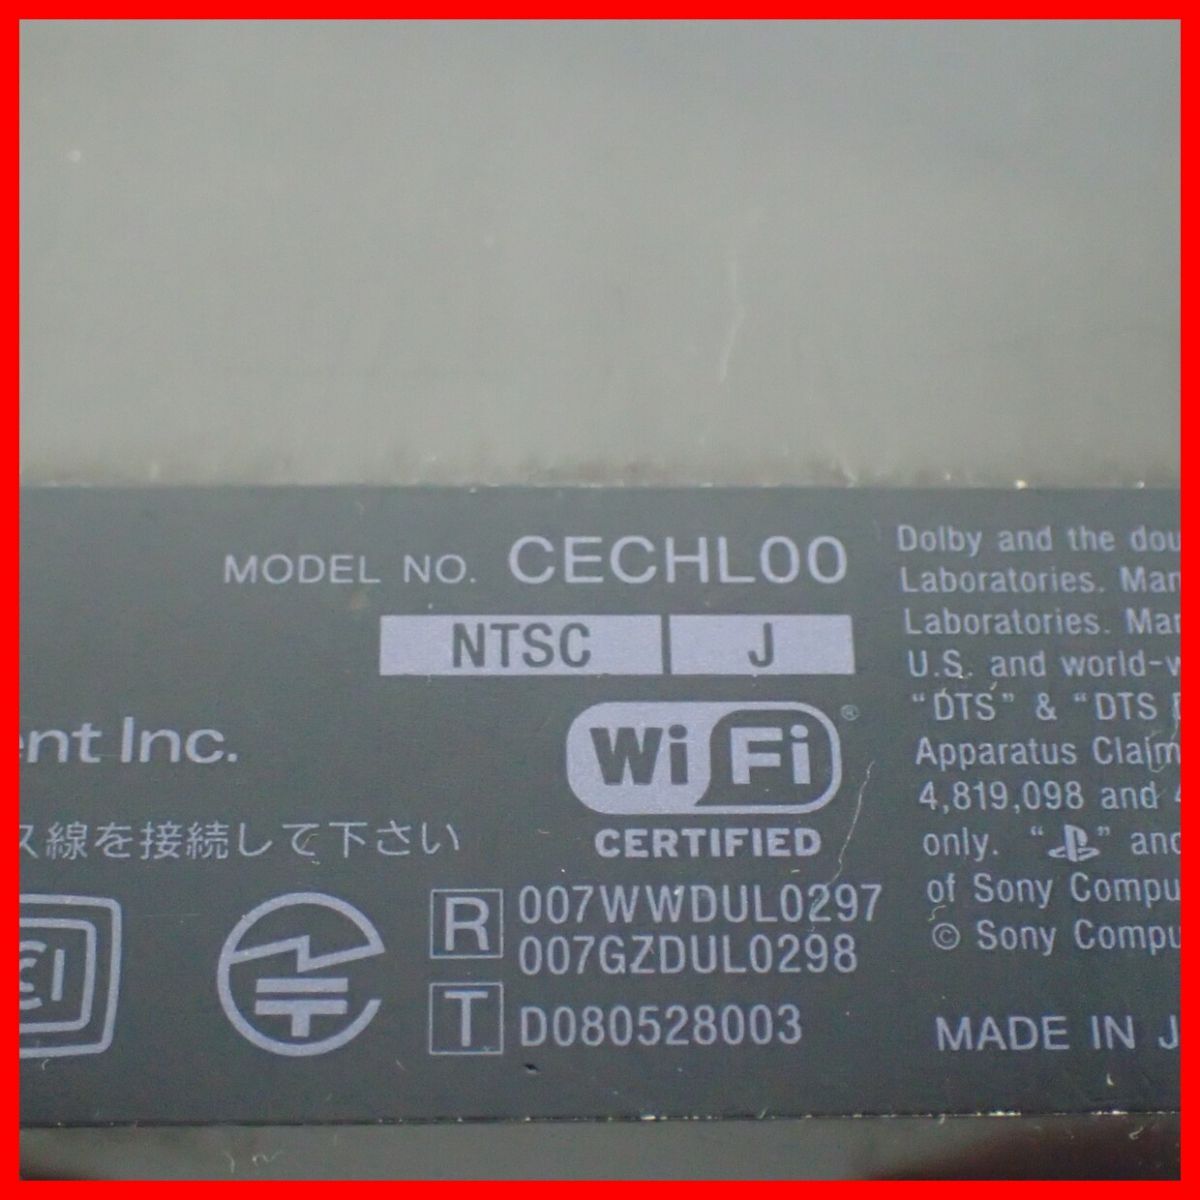 MODEL NO. CECHL00
NTSC J
ent Inc.
ス線を接続して下さい
Wi Fi ®
CERTIFIED
R 007WWDUL0297
007GZDUL0298
T D080528003
Dolby and the dou
Laboratories. Man
Laboratories. Mar
U.S. and world-w
“DTS” & “DTS D
Apparatus Claim
4,819,098 and 4
only. “ ” and
of Sony Compu
© Sony Compu
MADE IN J